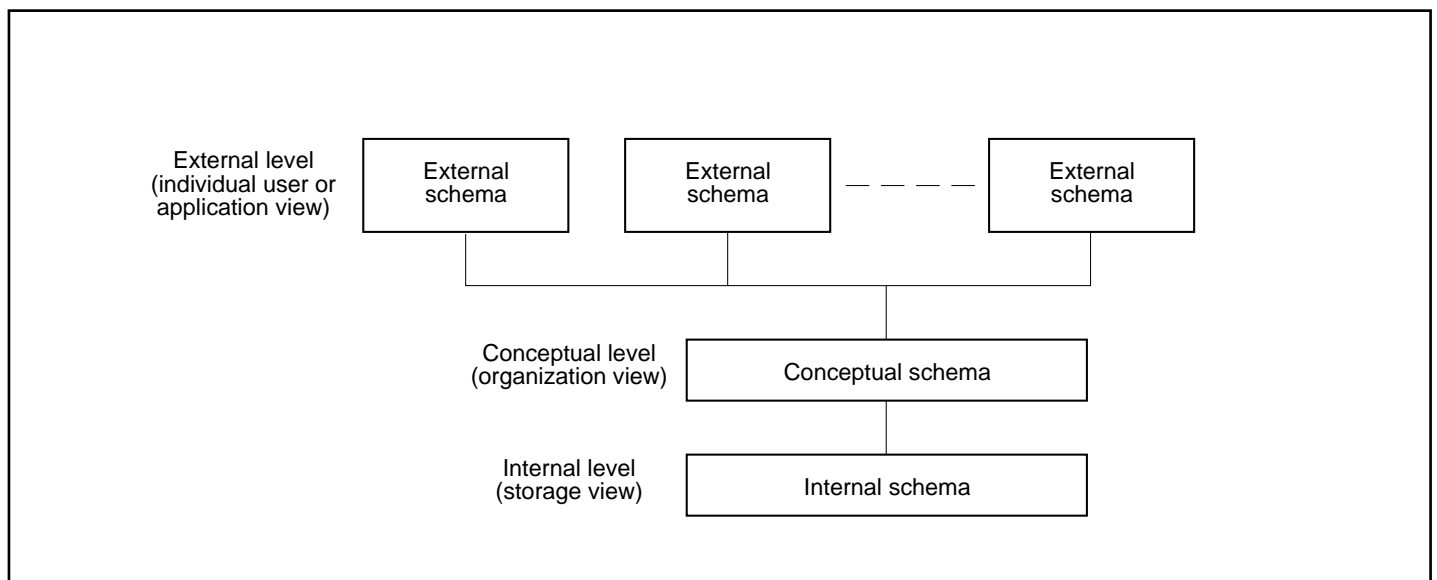 External level
(individual user or
application view)
External
schema
External
schema
External
schema
Conceptual level
(organization view)
Conceptual schema
Internal level
(storage view)
Internal schema